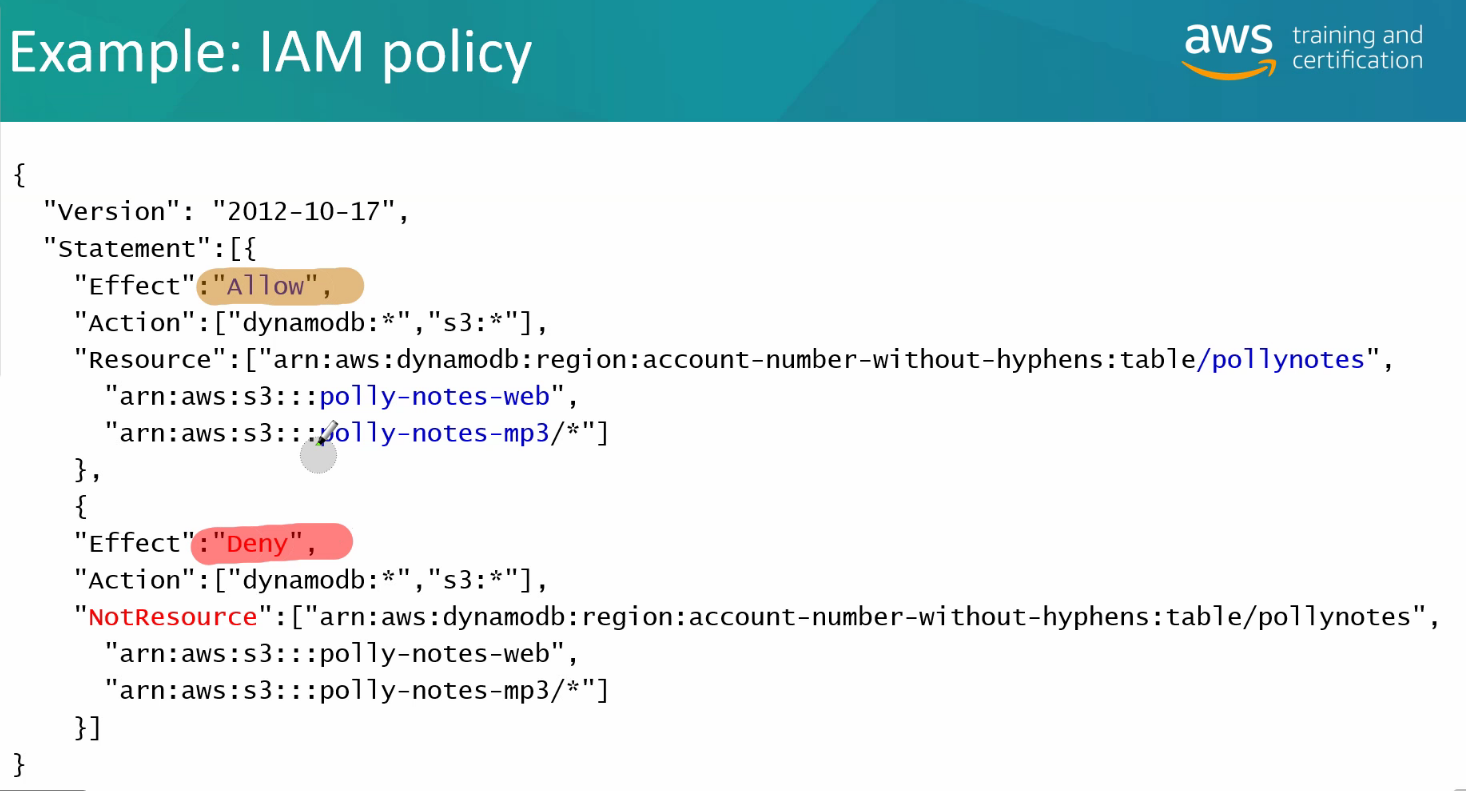 Example: IAM policy
aws training and
certification
{
"Version": "2012-10-17",
"Statement":[{
"Effect":"Allow",
"Action":["dynamodb:*","s3:*"],
"Resource":["arn:aws:dynamodb:region:account-number-without-hyphens:table/pollynotes",
"arn:aws:s3:::polly-notes-web",
"arn:aws:s3:::polly-notes-mp3/*"]
},
{
"Effect":"Deny",
"Action":["dynamodb:*","s3:*"],
"NotResource":["arn:aws:dynamodb:region:account-number-without-hyphens:table/pollynotes",
"arn:aws:s3:::polly-notes-web",
"arn:aws:s3:::polly-notes-mp3/*"]
}]
}